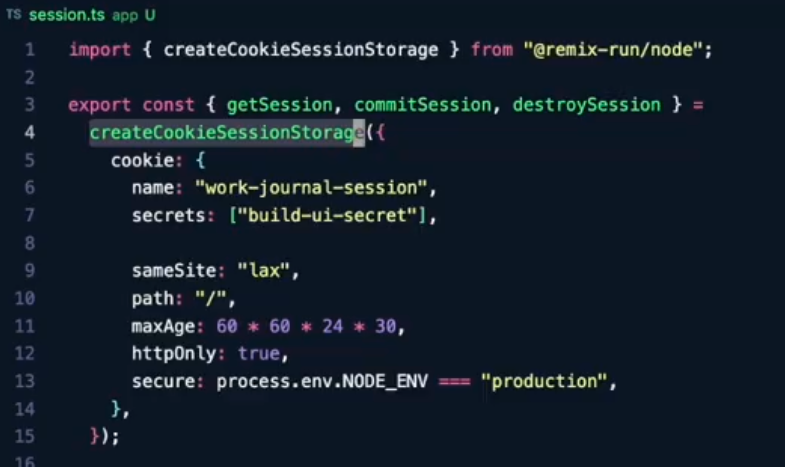 TS session.ts app U
1 import { createCookieSessionStorage } from "@remix-run/node";
2
3 export const { getSession, commitSession, destroySession } =
4 createCookieSessionStorage({
5 cookie: {
6 name: "work-journal-session",
7 secrets: ["build-ui-secret"],
8
9 sameSite: "lax",
10 path: "/",
11 maxAge: 60 * 60 * 24 * 30,
12 httpOnly: true,
13 secure: process.env.NODE_ENV === "production",
14 },
15 });
16